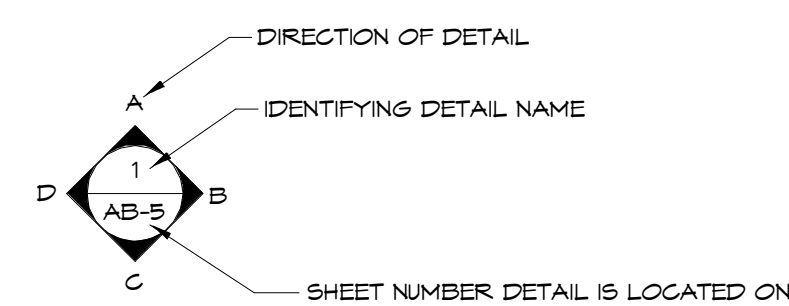 DIRECTION OF DETAIL
A
IDENTIFYING DETAIL NAME
1
D
B
AB-5
C
SHEET NUMBER DETAIL IS LOCATED ON